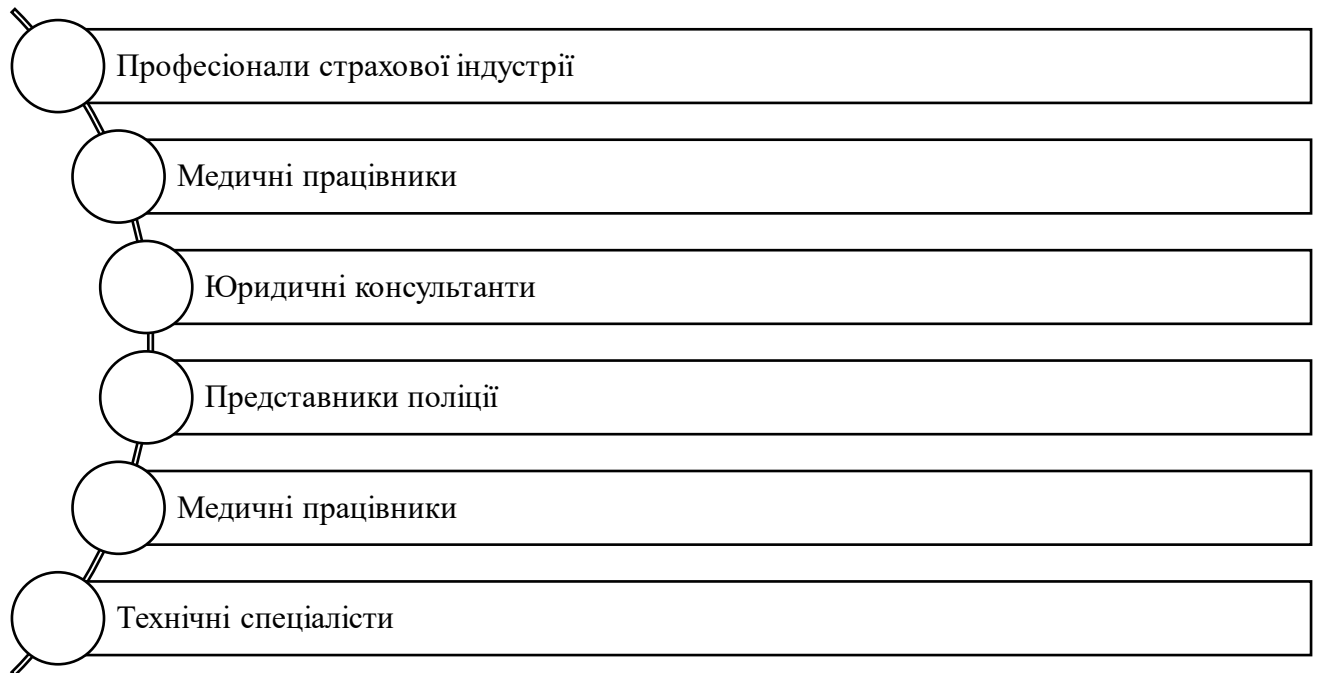 Професіонали страхової індустрії
Медичні працівники
Юридичні консультанти
Представники поліції
Медичні працівники
Технічні спеціалісти